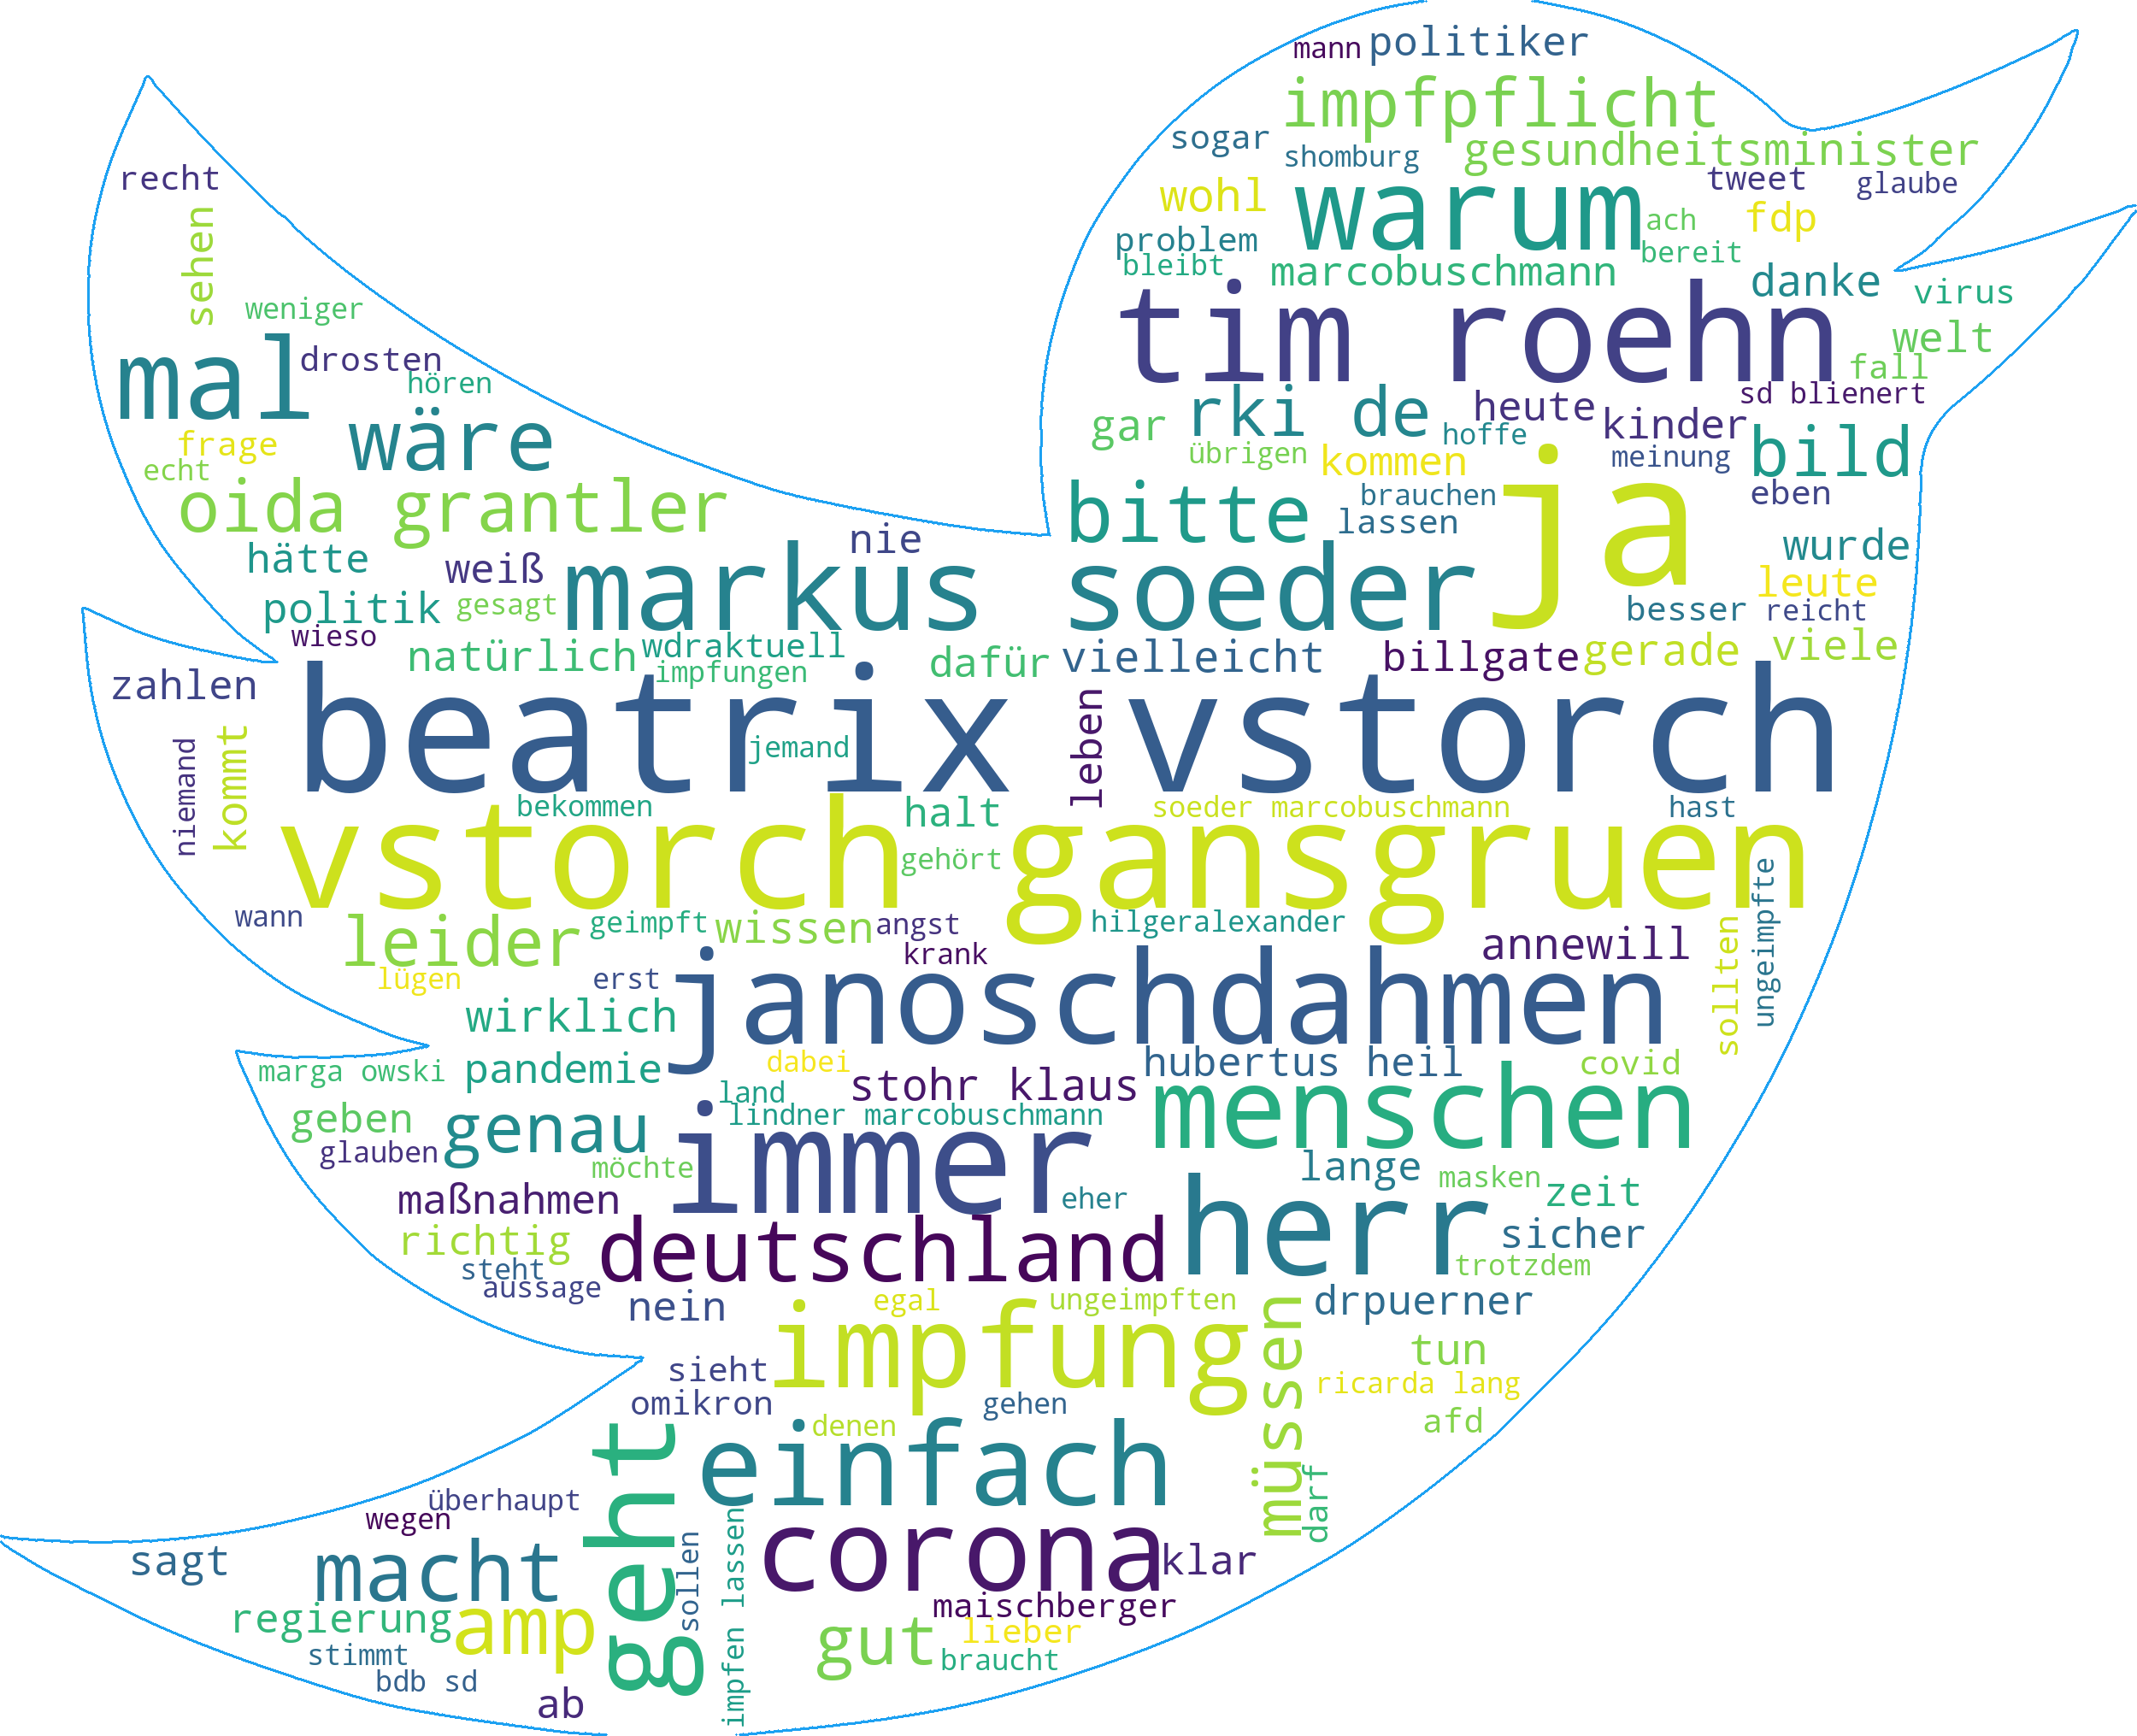 mann politiker
impfpflicht
sogar shomburg gesundheitsminister
recht wohl warum tweet glaube
sehen problem ach fdp
bleibt marcobuschmann bereit
weniger tim roehn danke virus
mal drosten welt
hören fall
frage wäre gar rki de heute kinder sd blienert
echt übrigen hoffe meinung bild
oida grantler kommen ja
bitte brauchen eben
hätte weiß nie lassen wurde
politik gesagt markus soeder leute
wieso besser reicht
natürlich wdraktuell dafür vielleicht billgate gerade viele
zahlen impfungen
beatrix vstorch
niemand kommt jemand leben
bekommen halt soeder marcobuschmann hast
vstorch gansgruen
gehört
wann leider geimpft wissen angst hilgeralexander ungeimpfte
lügen erst krank annewill sollten
wirklich janoschdahmen
marga owski pandemie dabei hubertus heil covid
geben land stohr klaus
genau lindner marcobuschmann menschen
glauben möchte immer lange masken
maßnahmen eher zeit
richtig deutschland herr sicher
steht trotzdem
aussage nein egal ungeimpften drpuerner
impfung müssen
sieht tun
omikron gehen ricarda lang
denen afd
geht einfach
überhaupt darf
wegen
sagt macht sollen impfen lassen corona klar
regierung amp maischberger
stimmt gut lieber
bdb sd braucht
ab